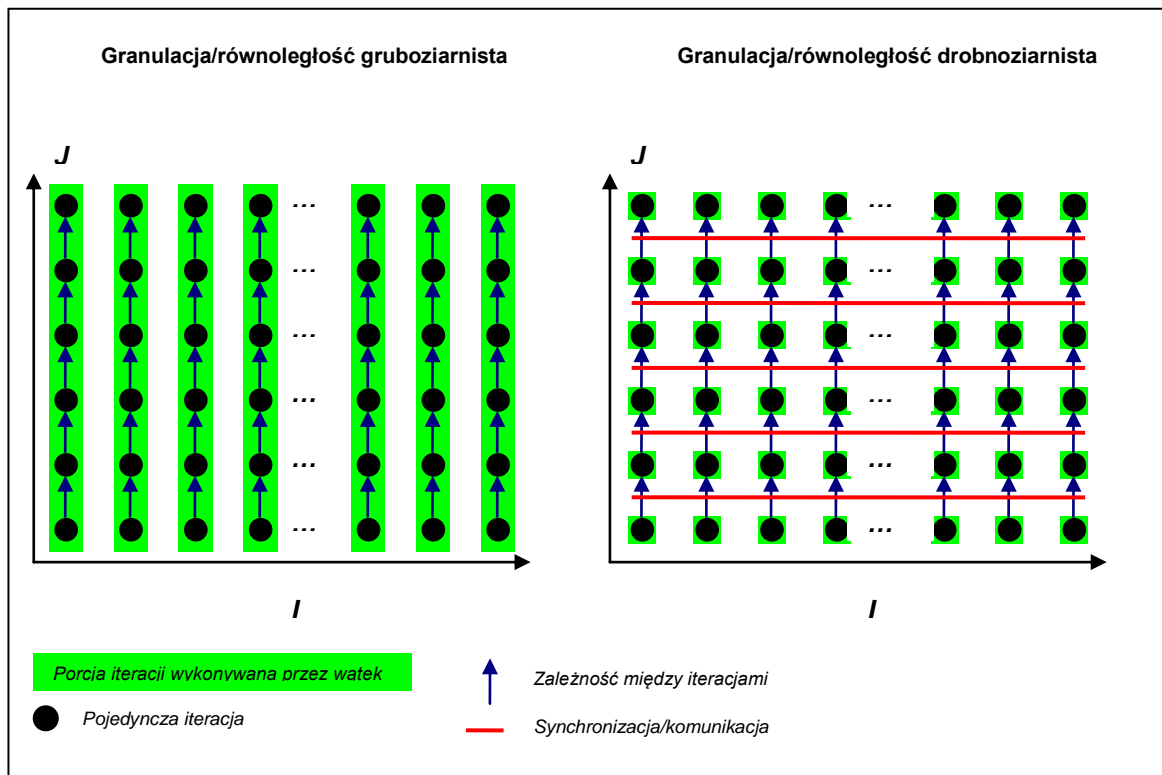 Granulacja/równoległość gruboziarnista
Granulacja/równoległość drobnoziarnista
J
J
...
...
...
...
...
...
...
...
...
...
...
...
I
I
Porcja iteracji wykonywana przez wątek
Zależność między iteracjami
Pojedyncza iteracja
Synchronizacja/komunikacja